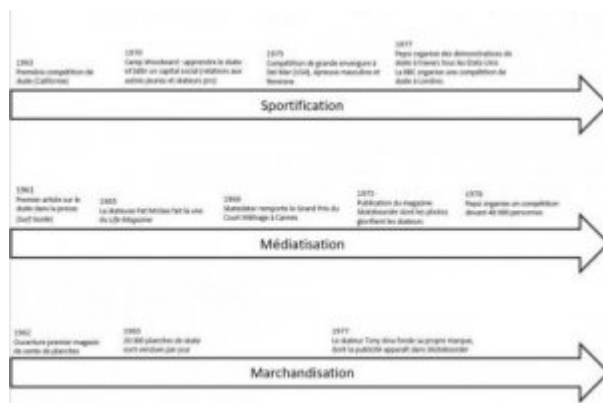 1963
Première compétition de
skate (Californie)
1970
Camp Woodward : apprendre le skate
et bâtir un capital social (relations aux
autres jeunes et skateurs pro)
1975
Compétition de grande envergure à
Del Mar (USA), épreuves masculine et
féminine
1977
Pepsi organise des démonstrations de
skate à travers tous les Etats-Unis
La BBC organise une compétition de
skate à Londres
Sportification
1963
Premier article sur le
skate dans la presse
(Surf Guide)
1965
La skateuse Pat McGee fait la une
du Life Magazine
1966
Skaterdater remporte le Grand Prix du
Court Métrage à Cannes
1975
Publication du magazine
Skateboarder dont les photos
glorifient les skateurs
1978
Pepsi organise un compétition
devant 40 000 personnes
Médiatisation
1962
Ouverture premier magasin
de vente de planches
1965
20 000 planches de skate
sont vendues par jour
1977
Le skateur Tony Alva fonde sa propre marque,
dont la publicité apparaît dans Skateboarder
Marchandisation